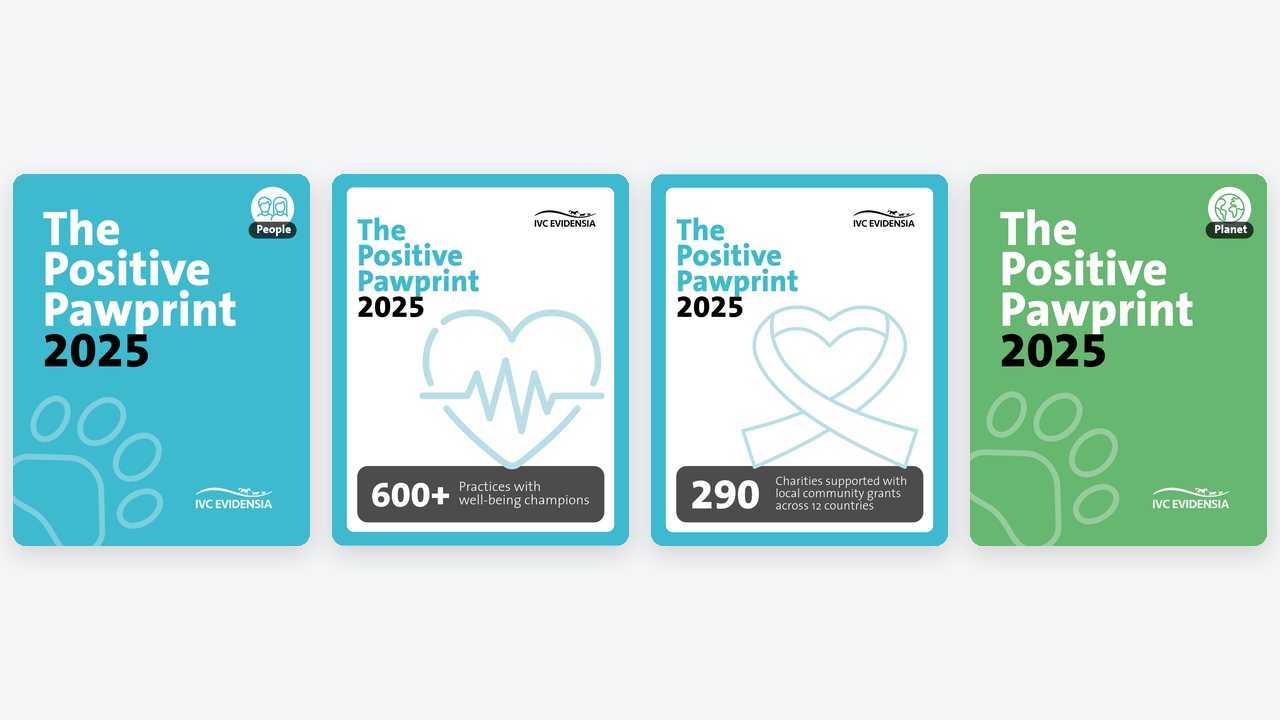 People
The
Positive
Pawprint
2025
IVC EVIDENSIA
IVC EVIDENSIA
The
Positive
Pawprint
2025
600+
Practices with
well-being champions
IVC EVIDENSIA
The
Positive
Pawprint
2025
290
Charities supported with
local community grants
across 12 countries
Planet
The
Positive
Pawprint
2025
IVC EVIDENSIA